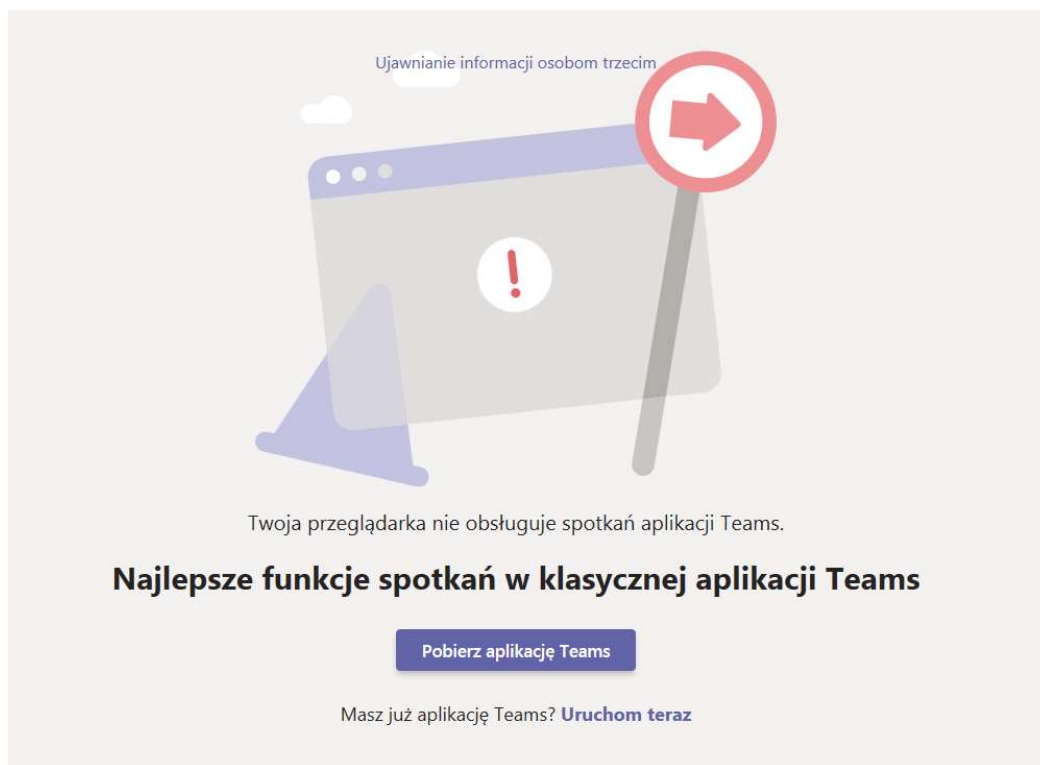 Ujawnianie informacji osobom trzecim
Twoja przeglądarka nie obsługuje spotkań aplikacji Teams.
Najlepsze funkcje spotkań w klasycznej aplikacji Teams
Pobierz aplikację Teams
Masz już aplikację Teams? Uruchom teraz